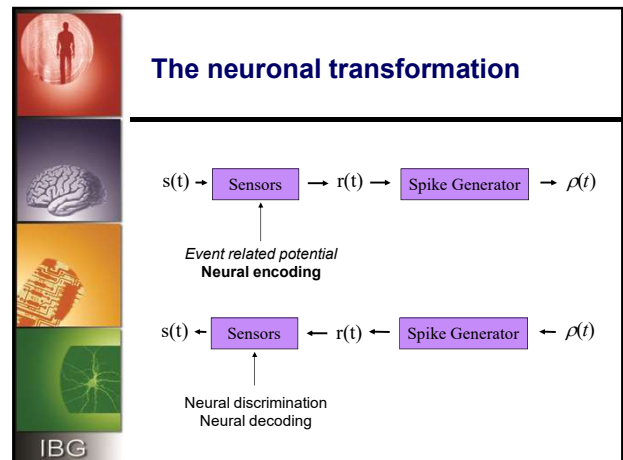 The neuronal transformation
s(t) → Sensors → r(t) → Spike Generator → ρ(t)
Event related potential
Neural encoding
s(t) ← Sensors ← r(t) ← Spike Generator ← ρ(t)
Neural discrimination
Neural decoding
IBG